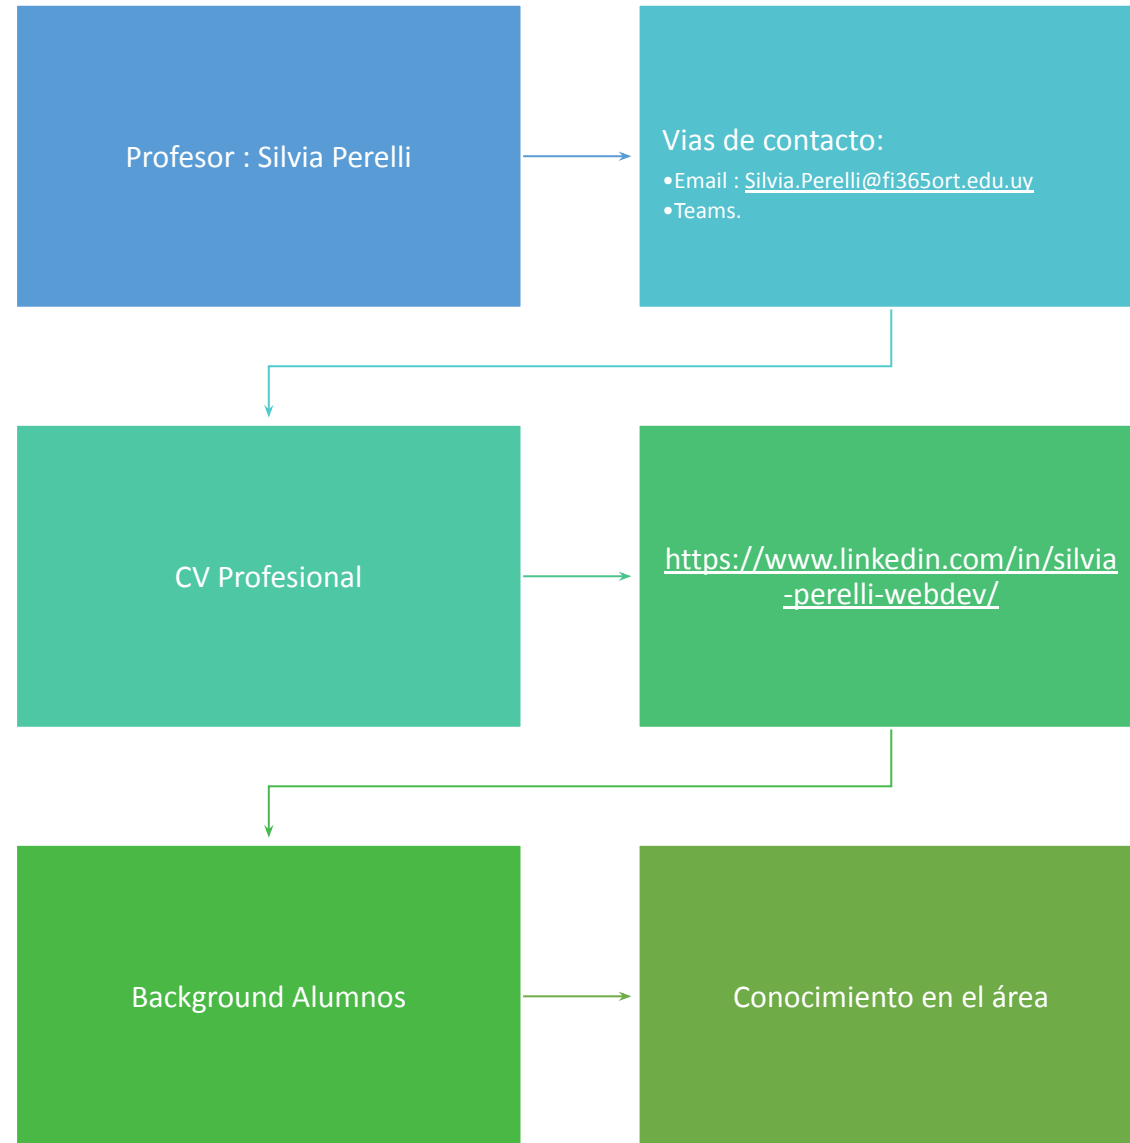 Profesor : Silvia Perelli
Vias de contacto:
•Email : Silvia.Perelli@fi365ort.edu.uy
•Teams.
CV Profesional
https://www.linkedin.com/in/silvia
-perelli-webdev/
Background Alumnos
Conocimiento en el área